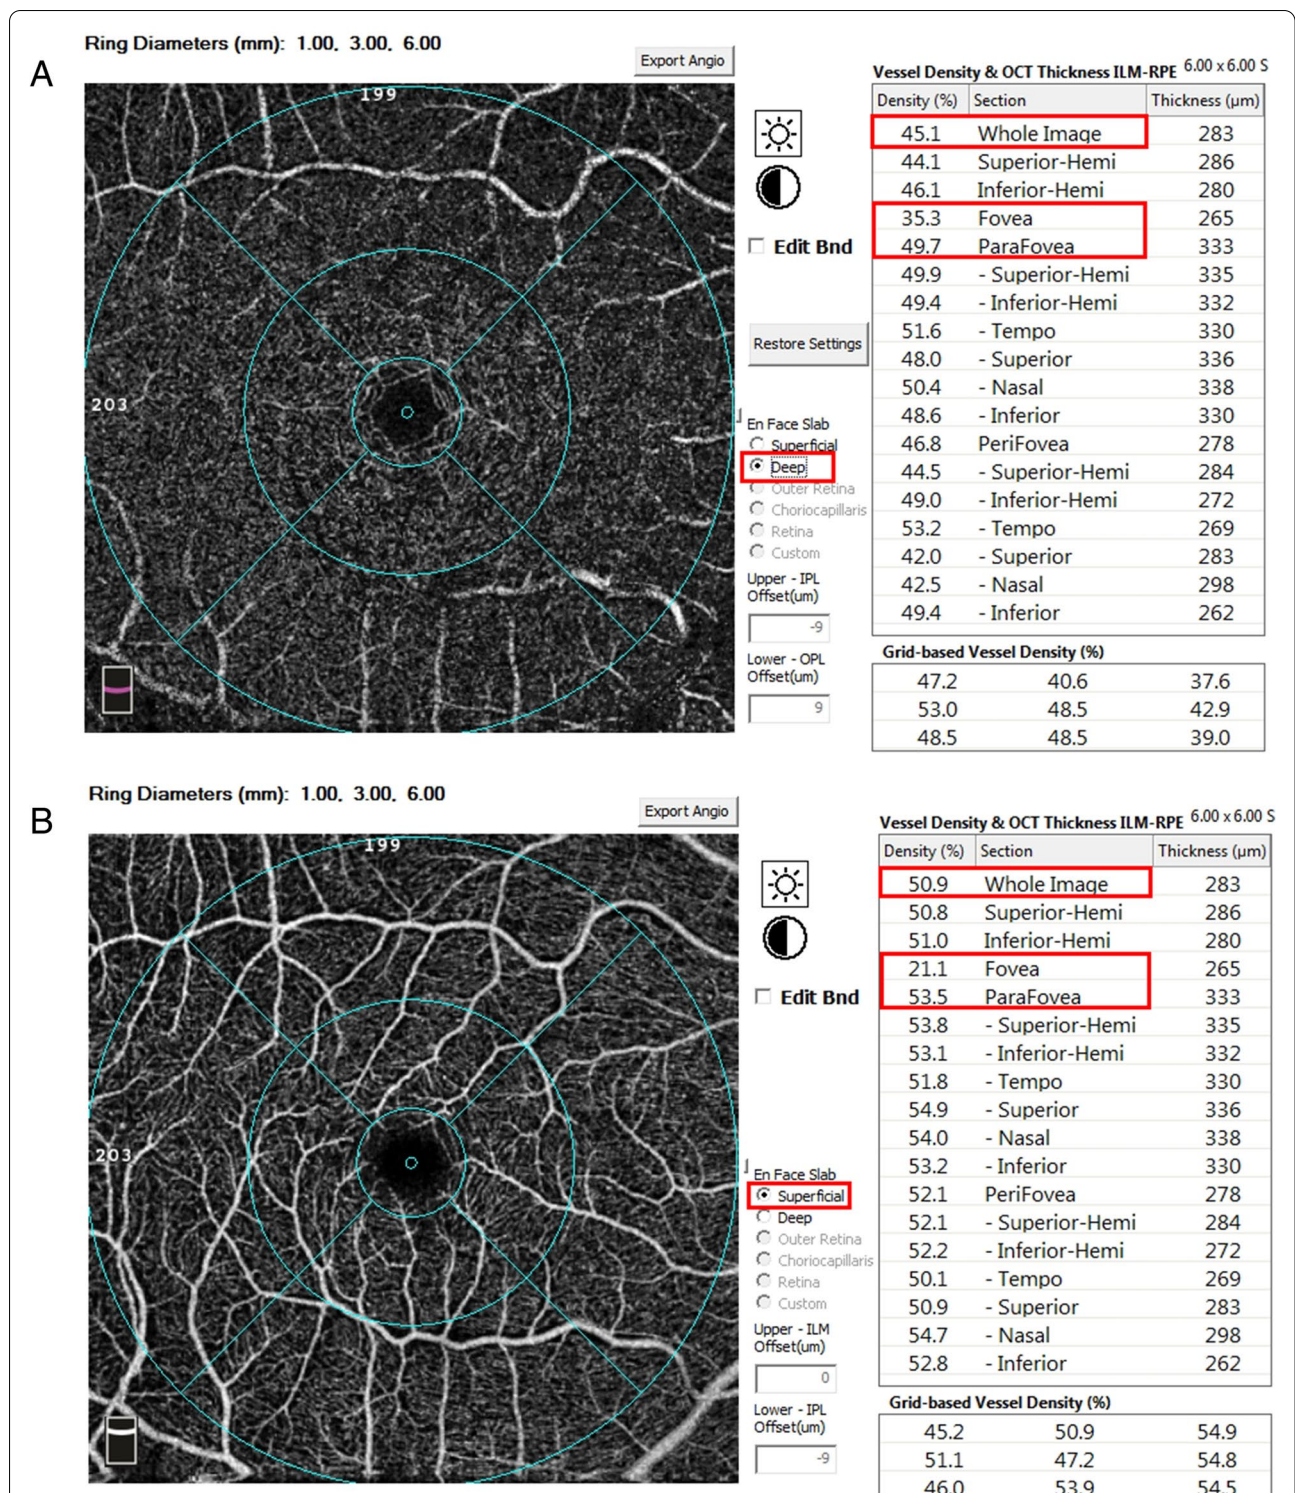 A
Ring Diameters (mm): 1.00, 3.00, 6.00
Export Angio
199
203
Edit Bnd
Restore Settings
En Face Slab
Superficial
Deep
Outer Retina
Choriocapillaris
Retina
Custom
Upper - IPL
Offset(um)
-9
Lower - OPL
Offset(um)
9
Vessel Density & OCT Thickness ILM-RPE 6.00 x 6.00 S
Density (%) Section Thickness (µm)
45.1 Whole Image 283
44.1 Superior-Hemi 286
46.1 Inferior-Hemi 280
35.3 Fovea 265
49.7 ParaFovea 333
49.9 - Superior-Hemi 335
49.4 - Inferior-Hemi 332
51.6 - Tempo 330
48.0 - Superior 336
50.4 - Nasal 338
48.6 - Inferior 330
46.8 PeriFovea 278
44.5 - Superior-Hemi 284
49.0 - Inferior-Hemi 272
53.2 - Tempo 269
42.0 - Superior 283
42.5 - Nasal 298
49.4 - Inferior 262
Grid-based Vessel Density (%)
47.2 40.6 37.6
53.0 48.5 42.9
48.5 48.5 39.0
B
Ring Diameters (mm): 1.00, 3.00, 6.00
Export Angio
199
203
Edit Bnd
En Face Slab
Superficial
Deep
Outer Retina
Choriocapillaris
Retina
Custom
Upper - ILM
Offset(um)
0
Lower - IPL
Offset(um)
-9
Vessel Density & OCT Thickness ILM-RPE 6.00 x 6.00 S
Density (%) Section Thickness (µm)
50.9 Whole Image 283
50.8 Superior-Hemi 286
51.0 Inferior-Hemi 280
21.1 Fovea 265
53.5 ParaFovea 333
53.8 - Superior-Hemi 335
53.1 - Inferior-Hemi 332
51.8 - Tempo 330
54.9 - Superior 336
54.0 - Nasal 338
53.2 - Inferior 330
52.1 PeriFovea 278
52.1 - Superior-Hemi 284
52.2 - Inferior-Hemi 272
50.1 - Tempo 269
50.9 - Superior 283
54.7 - Nasal 298
52.8 - Inferior 262
Grid-based Vessel Density (%)
45.2 50.9 54.9
51.1 47.2 54.8
46.0 53.9 54.5